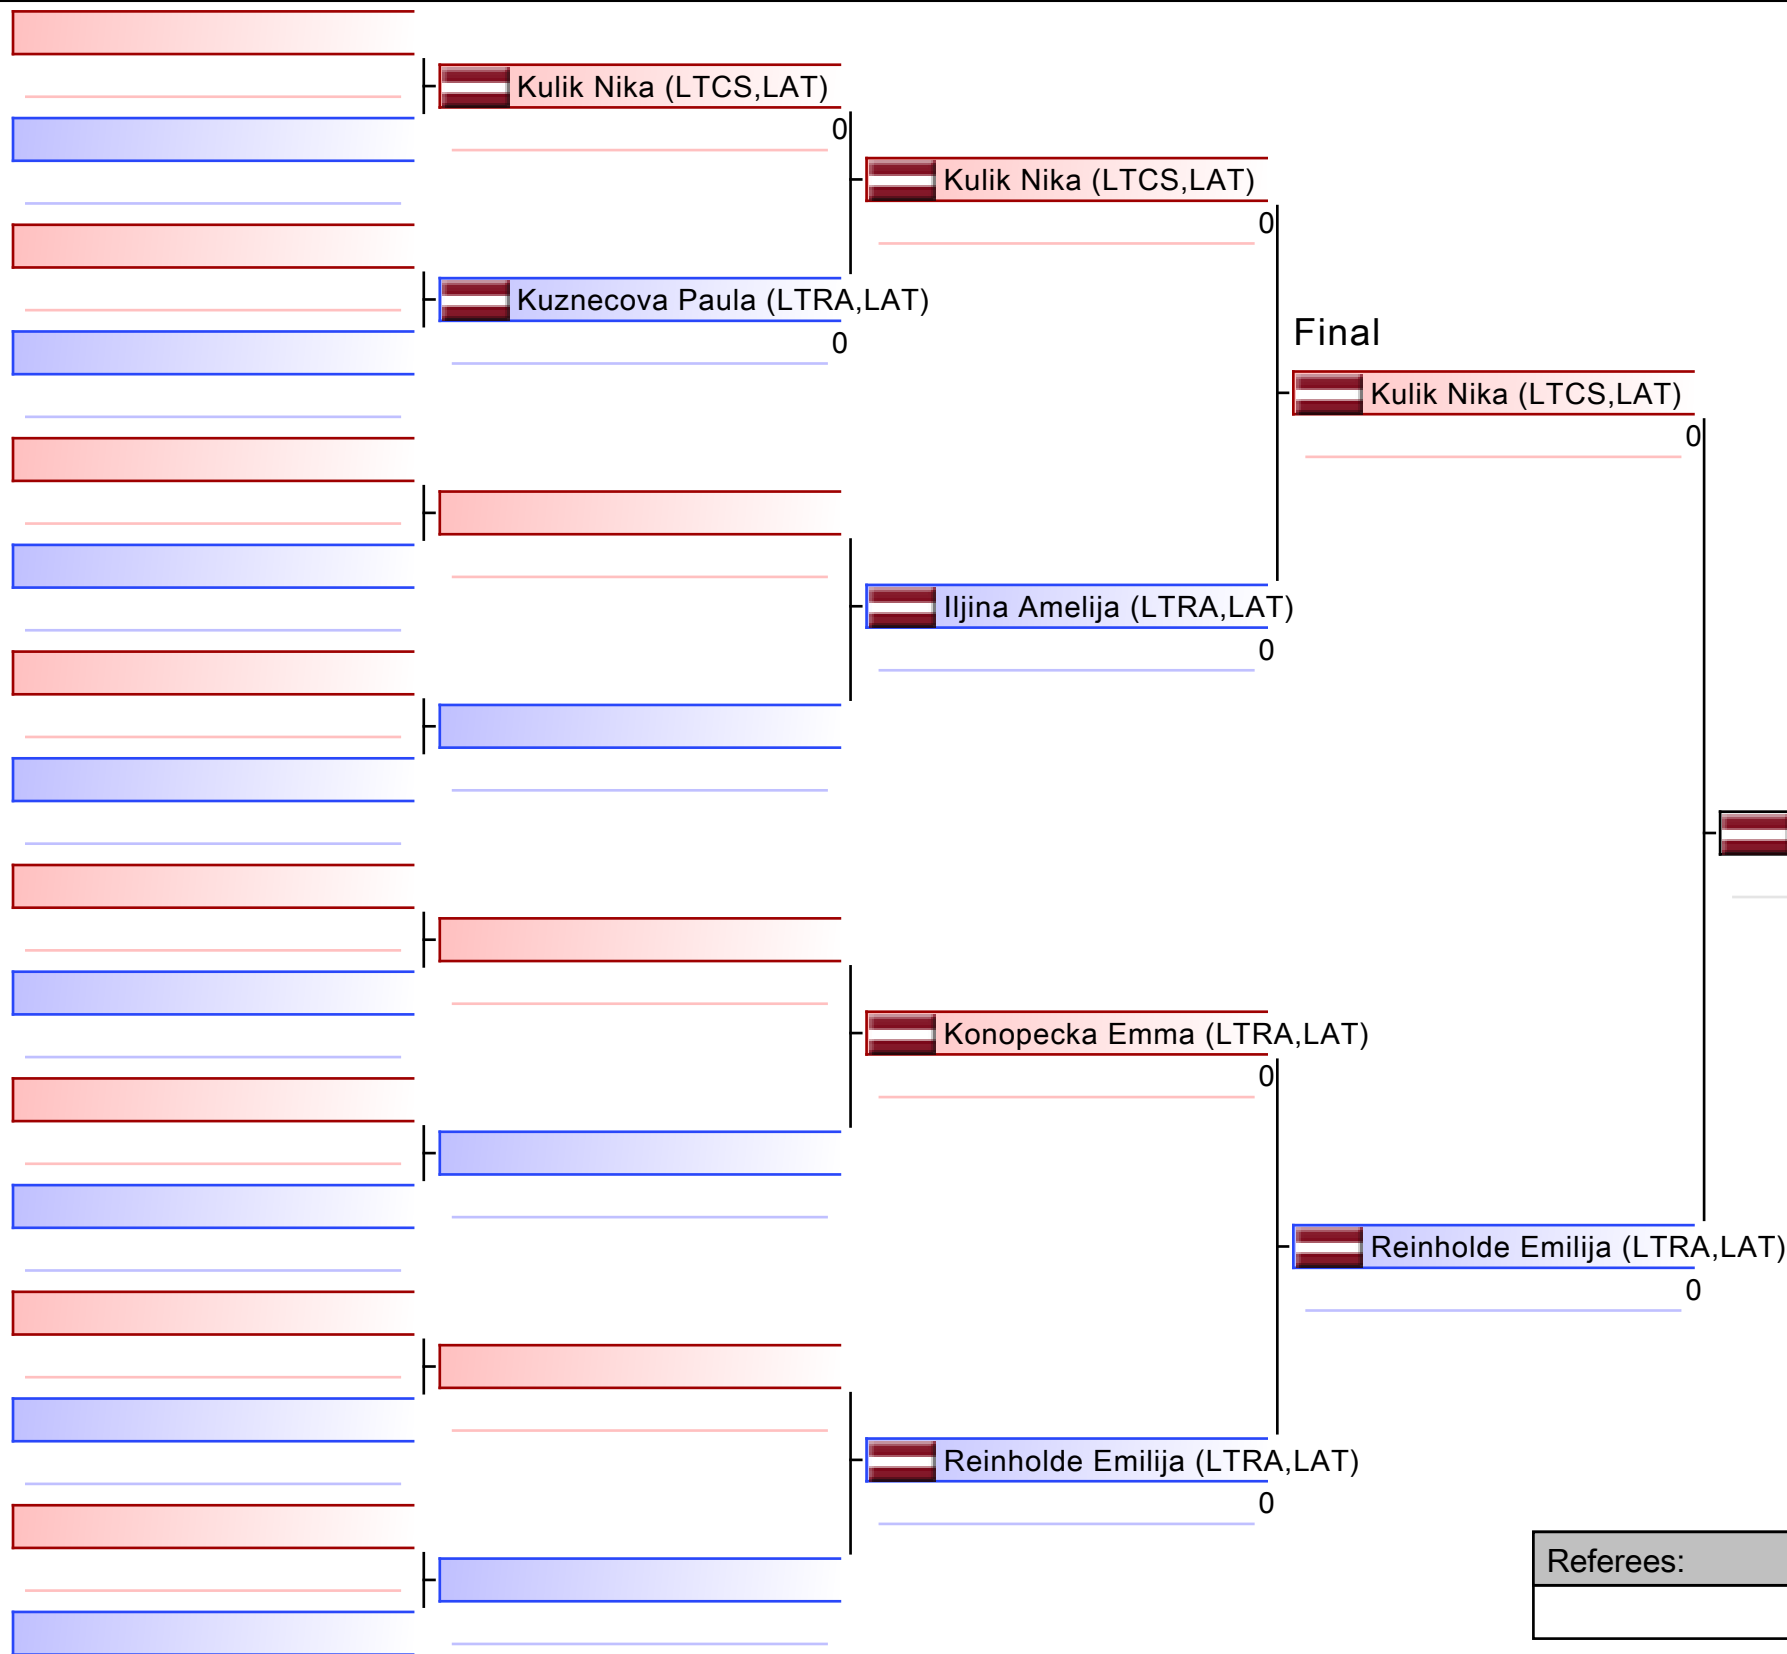 Kulik Nika (LTCS,LAT)
0
Kulik Nika (LTCS,LAT)
0
Kuznecova Paula (LTRA,LAT)
0
Final
Kulik Nika (LTCS,LAT)
0
Iljina Amelija (LTRA,LAT)
0
Konopecka Emma (LTRA,LAT)
0
Reinholde Emilija (LTRA,LAT)
0
Reinholde Emilija (LTRA,LAT)
0
Referees: